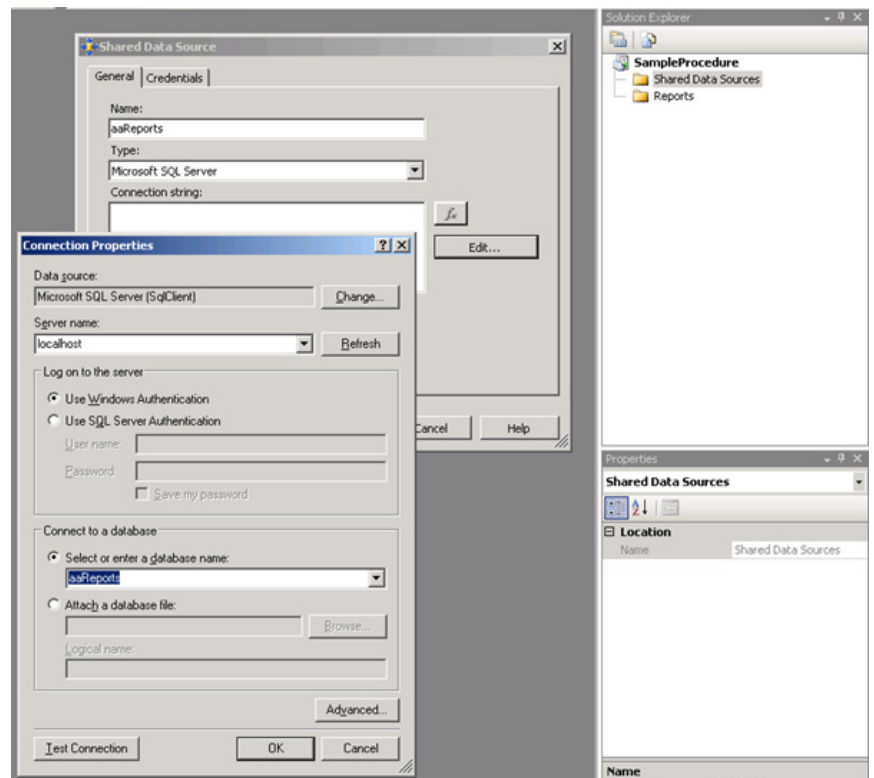 Shared Data Source
General Credentials
Name:
aaReports
Type:
Microsoft SQL Server
Connection string:
fx
Edit...
Cancel Help
Connection Properties
Data source:
Microsoft SQL Server (SqlClient) Change...
Server name:
localhost Refresh
Log on to the server
Use Windows Authentication
Use SQL Server Authentication
User name:
Password:
Save my password
Connect to a database
Select or enter a database name:
aaReports
Attach a database file:
Browse...
Logical name:
Advanced...
Test Connection OK Cancel
Solution Explorer
SampleProcedure
Shared Data Sources
Reports
Properties
Shared Data Sources
Location
Name Shared Data Sources
Name